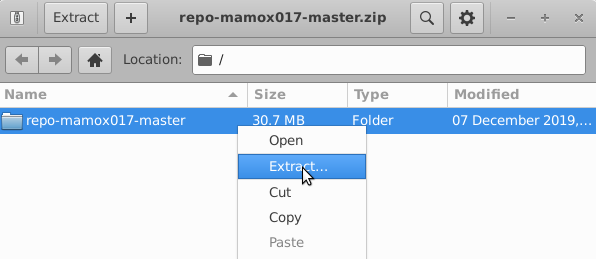 Extract + repo-mamox017-master.zip
Location: /
Name Size Type Modified
repo-mamox017-master 30.7 MB Folder 07 December 2019,...
Open
Extract...
Cut
Copy
Paste